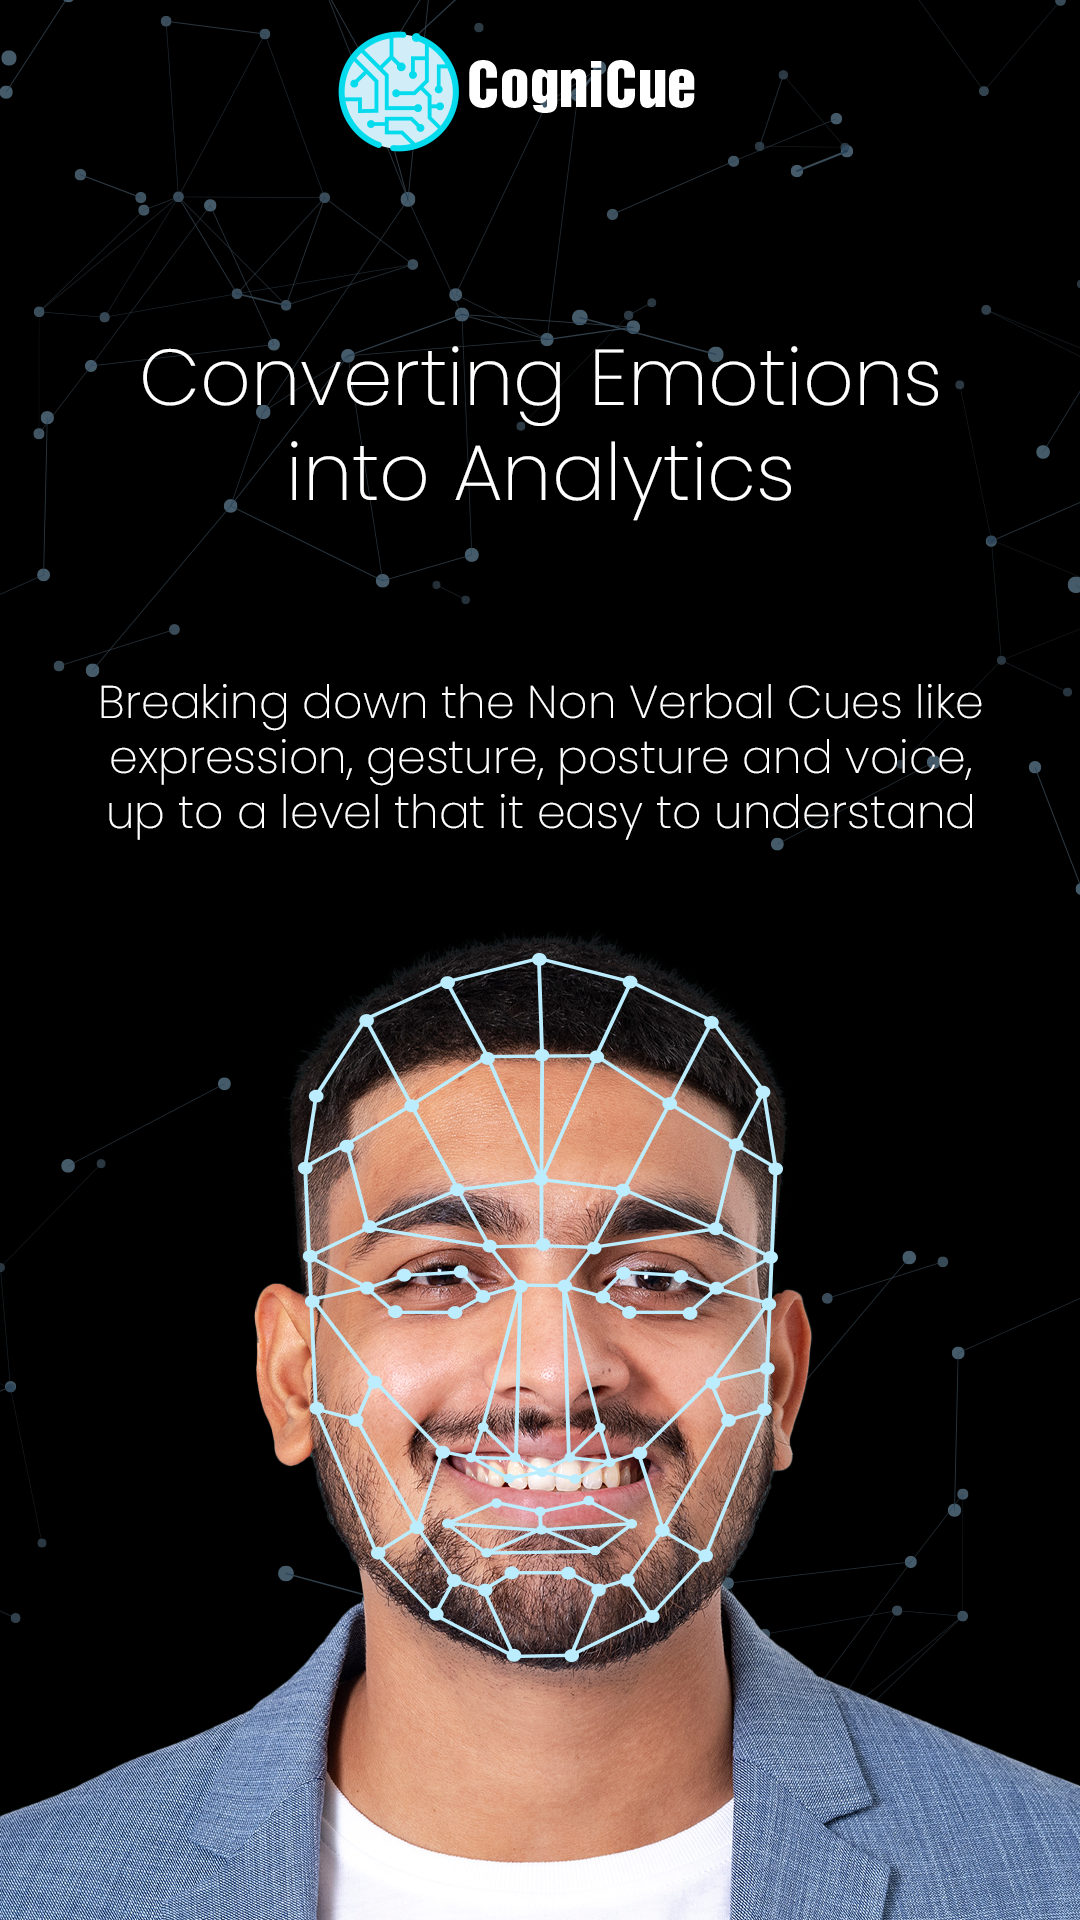 CogniCue
Converting Emotions
into Analytics
Breaking down the Non Verbal Cues like
expression, gesture, posture and voice,
up to a level that it easy to understand